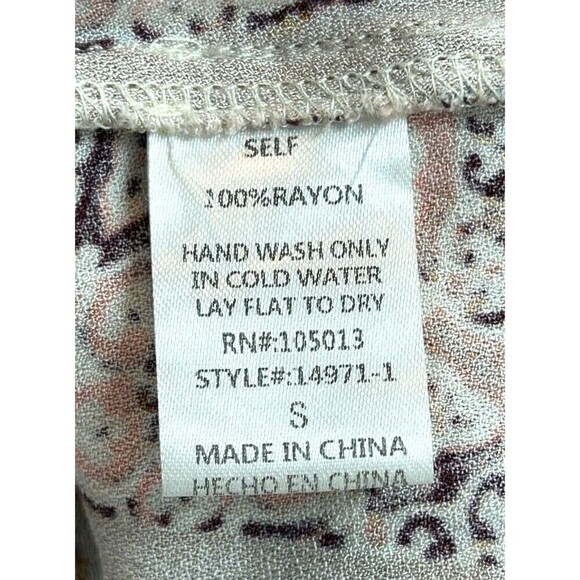 SELF
100%RAYON
HAND WASH ONLY
IN COLD WATER
LAY FLAT TO DRY
RN#:105013
STYLE#:14971-1
S
MADE IN CHINA
HECHO EN CHINA